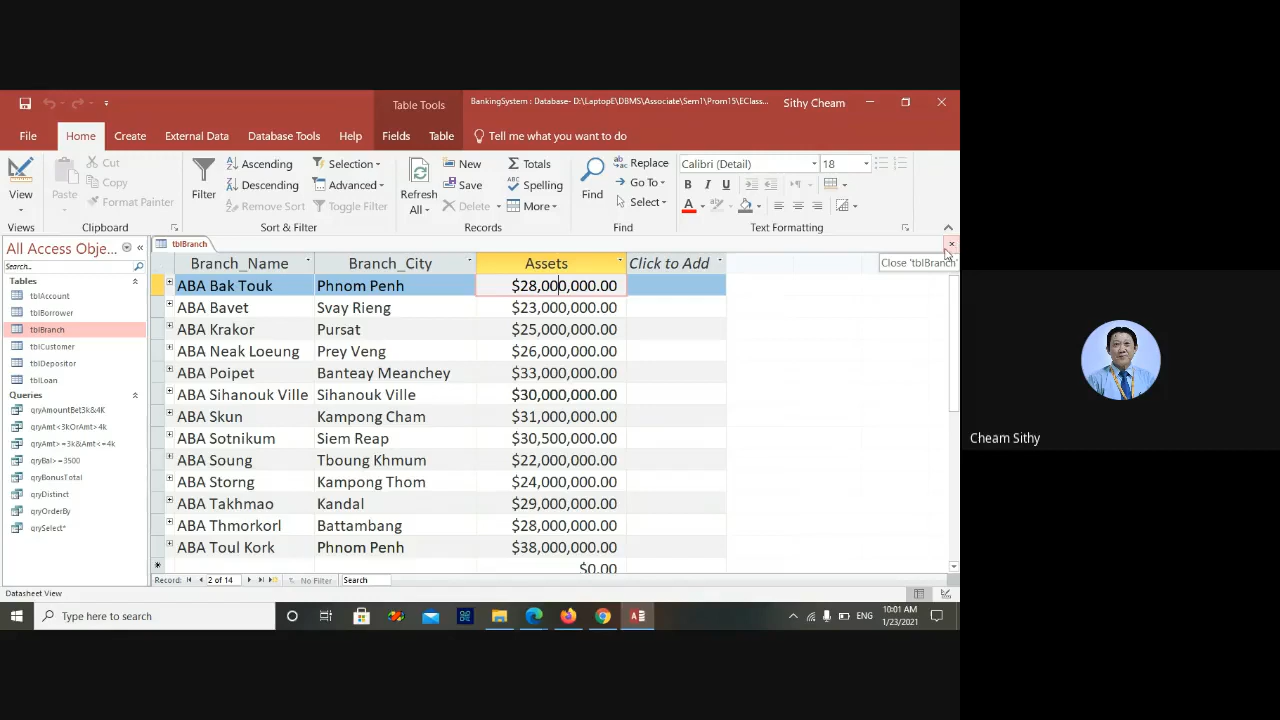 Table Tools
BankingSystem : Database- D:\LaptopE\DBMS\Associate\Sem1\Prom15\EClass...
Sithy Cheam
File
Home
Create
External Data
Database Tools
Help
Fields
Table
Tell me what you want to do
View
Views
Paste
Cut
Copy
Format Painter
Clipboard
Filter
Ascending
Descending
Remove Sort
Selection
Advanced
Toggle Filter
Sort & Filter
Refresh
All
New
Save
Delete
Totals
Spelling
More
Records
Find
Replace
Go To
Select
Find
Calibri (Detail)
18
B I U
A
Text Formatting
All Access Obje...
Search...
Tables
tblAccount
tblBorrower
tblBranch
tblCustomer
tblDepositor
tblLoan
Queries
qryAmountBet3k&4K
qryAmt<3kOrAmt>4k
qryAmt>=3k&Amt<=4k
qryBal>=3500
qryBonusTotal
qryDistinct
qryOrderBy
qrySelect*
tblBranch
Close 'tblBranch'
Branch_Name Branch_City Assets Click to Add
ABA Bak Touk Phnom Penh $28,000,000.00
ABA Bavet Svay Rieng $23,000,000.00
ABA Krakor Pursat $25,000,000.00
ABA Neak Loeung Prey Veng $26,000,000.00
ABA Poipet Banteay Meanchey $33,000,000.00
ABA Sihanouk Ville Sihanouk Ville $30,000,000.00
ABA Skun Kampong Cham $31,000,000.00
ABA Sotnikum Siem Reap $30,500,000.00
ABA Soung Tboung Khmum $22,000,000.00
ABA Storng Kampong Thom $24,000,000.00
ABA Takhmao Kandal $29,000,000.00
ABA Thmorkorl Battambang $28,000,000.00
ABA Toul Kork Phnom Penh $38,000,000.00
$0.00
Record: 2 of 14 No Filter Search
Datasheet View
Type here to search
ENG
10:01 AM
1/23/2021
Cheam Sithy